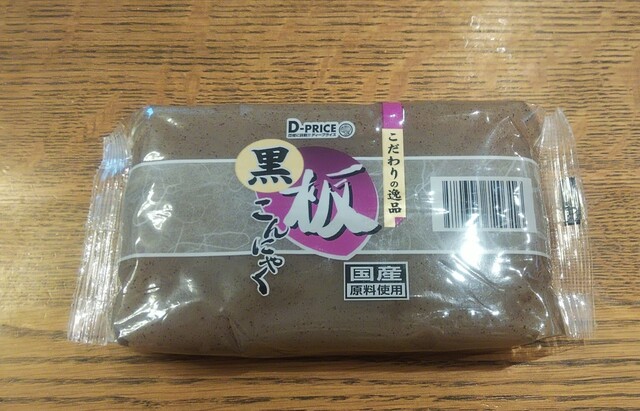 D-PRICE
こだわりの逸品
黒
板
こんにゃく
国産
原料使用